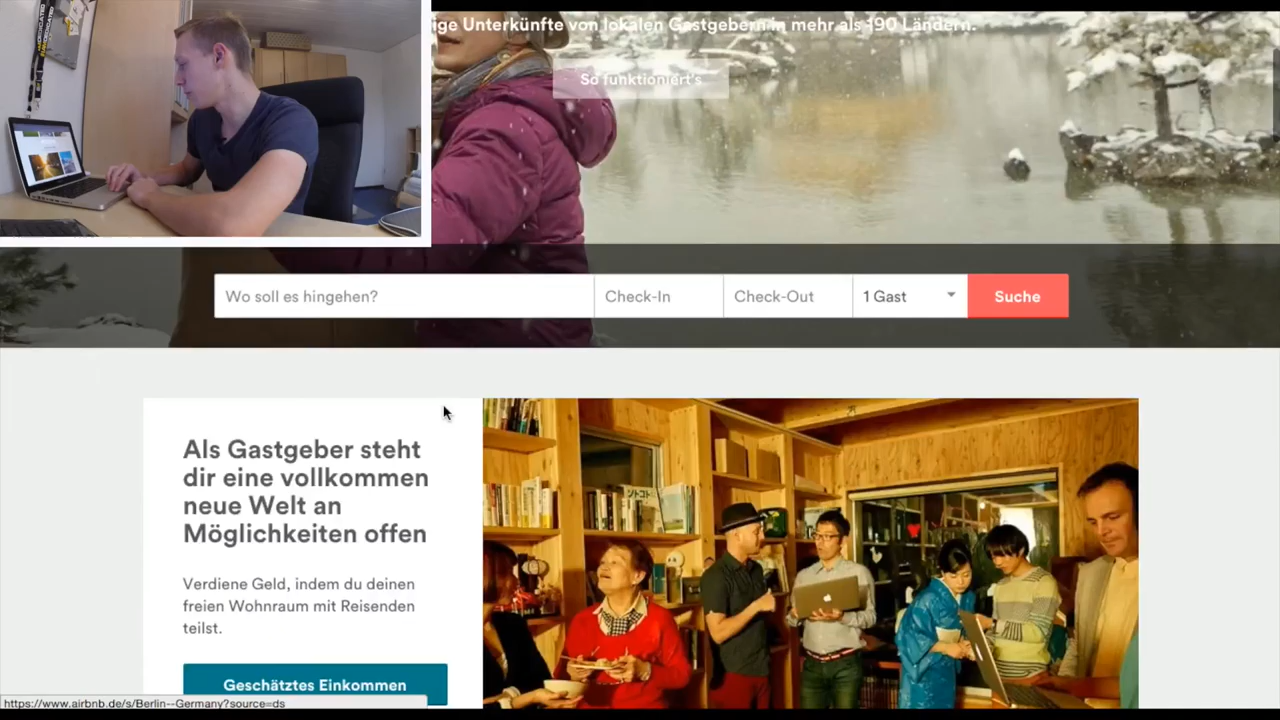 ige Unterkünfte von lokalen Gastgebern in mehr als 190 Ländern.
So funktioniert's
Wo soll es hingehen?
Check-In
Check-Out
1 Gast
Suche
Als Gastgeber steht
dir eine vollkommen
neue Welt an
Möglichkeiten offen
Verdiene Geld, indem du deinen
freien Wohnraum mit Reisenden
teilst.
Geschätztes Einkommen
https://www.airbnb.de/s/Berlin--Germany?source=ds